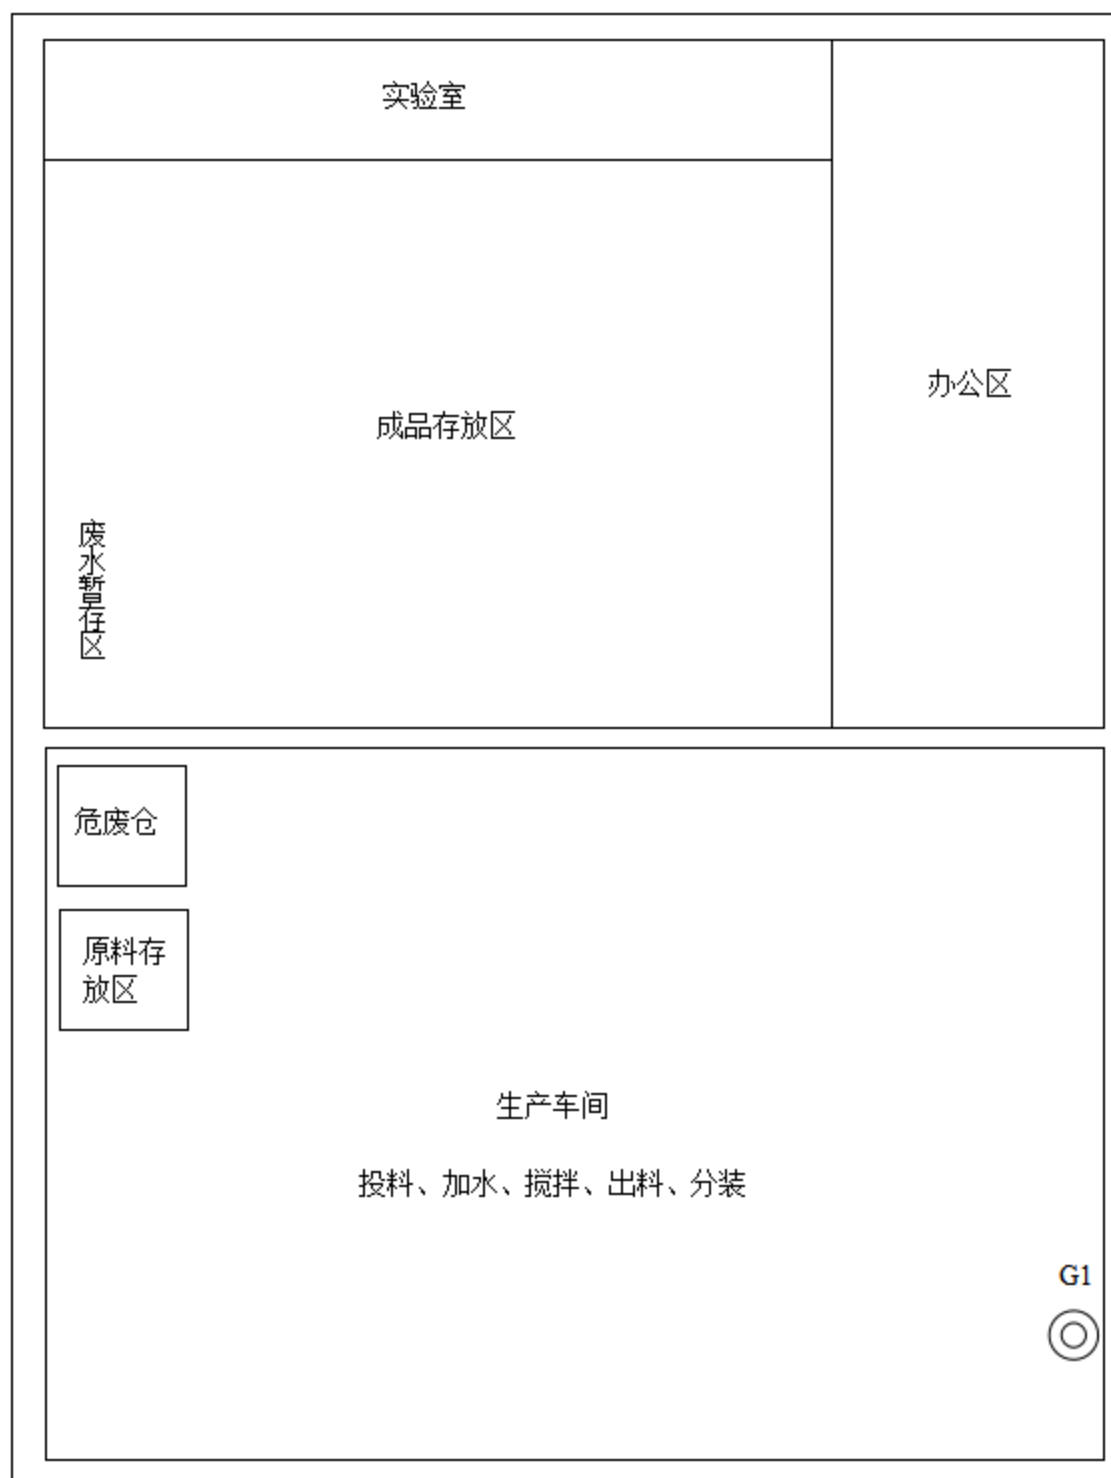 实验室
办公区
成品存放区
废水暂存区
危废仓
原料存
放区
生产车间
投料、加水、搅拌、出料、分装
G1